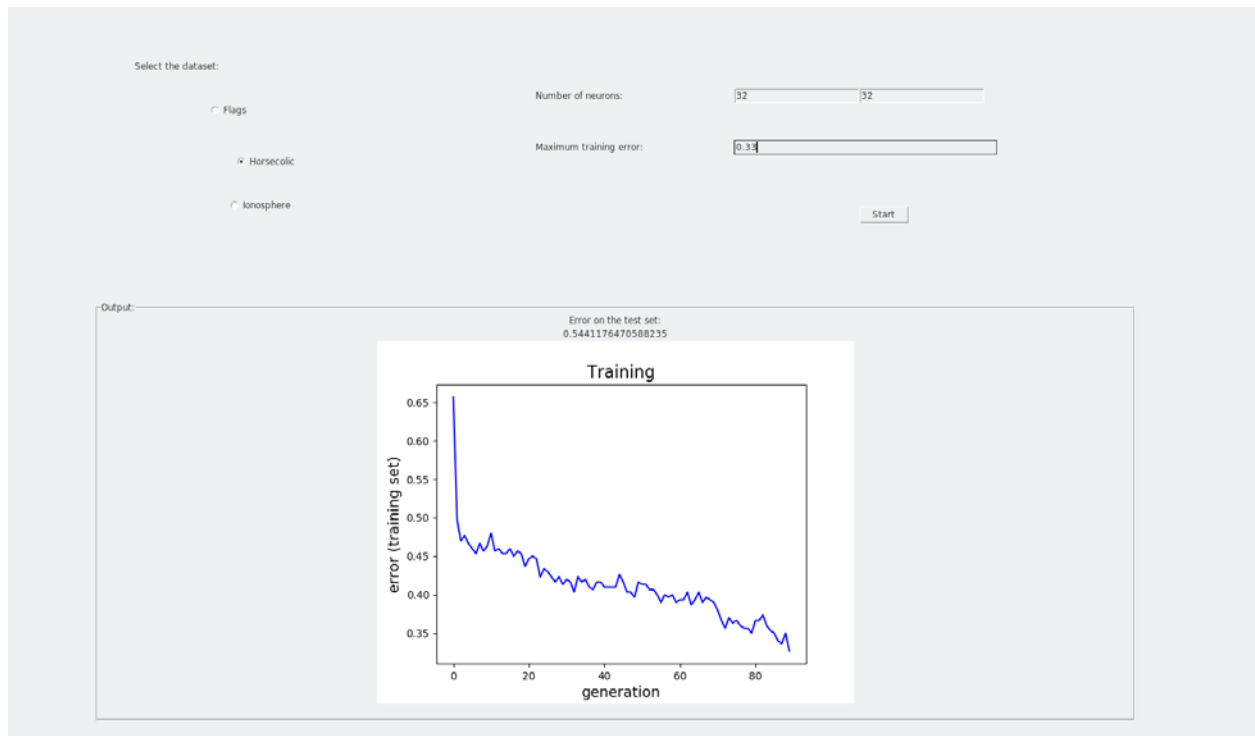 Select the dataset:
Flags
Horsecolic
Ionosphere
Number of neurons:
32
32
Maximum training error:
0.33
Start
Output:
Error on the test set:
0.5441176470588235
Training
0.65
0.60
0.55
0.50
0.45
0.40
0.35
error (training set)
0
20
40
60
80
generation